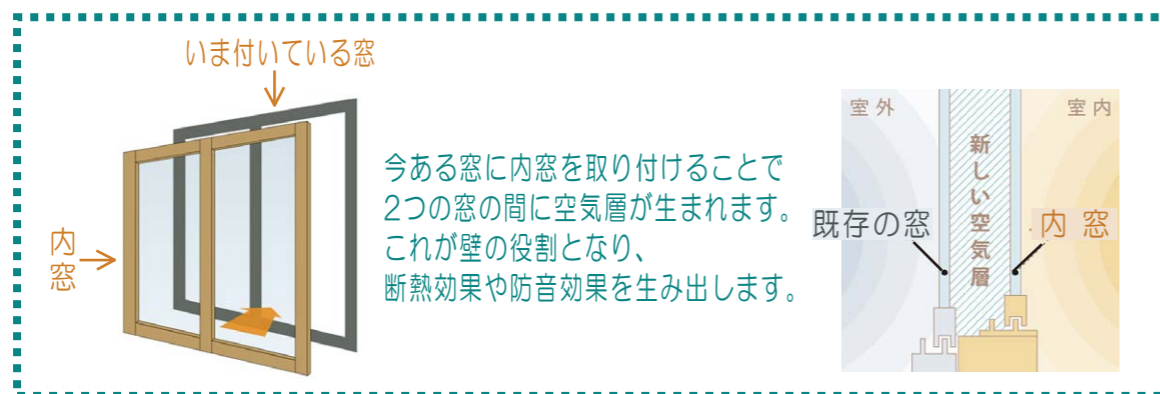 いま付いている窓
内窓
今ある窓に内窓を取り付けることで
2つの窓の間に空気層が生まれます。
これが壁の役割となり、
断熱効果や防音効果を生み出します。
室外
室内
新しい空気層
既存の窓
内窓